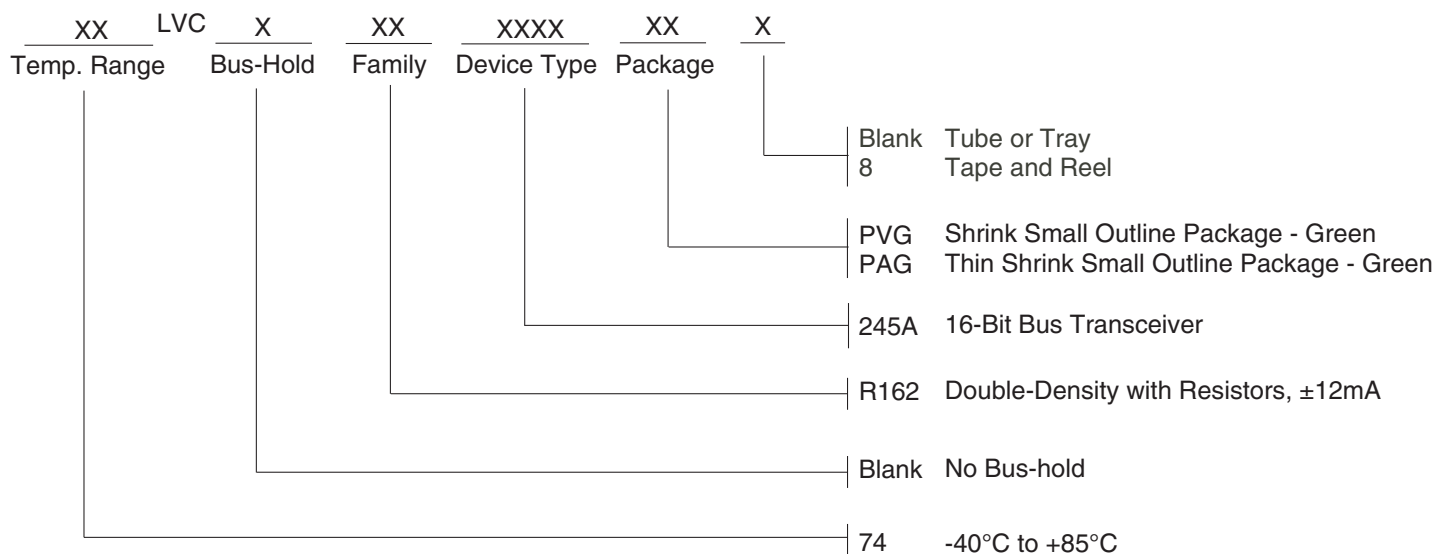 XX LVC X XX XXXX XX X
Temp. Range Bus-Hold Family Device Type Package
Blank Tube or Tray
8 Tape and Reel
PVG Shrink Small Outline Package - Green
PAG Thin Shrink Small Outline Package - Green
245A 16-Bit Bus Transceiver
R162 Double-Density with Resistors, ±12mA
Blank No Bus-hold
74 -40°C to +85°C